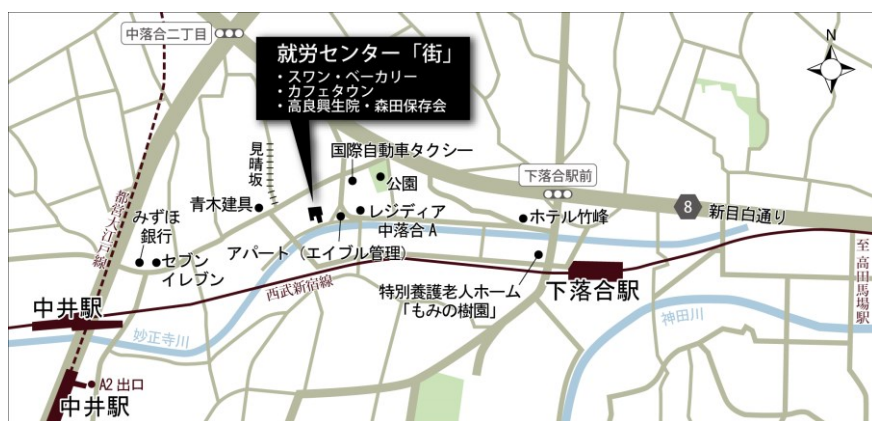 中落合二丁目
就労センター「街」
・スワン・ベーカリー
・カフェタウン
・高良興生院・森田保存会
N
見晴坂
国際自動車タクシー
公園
下落合駅前
8
新目白通り
青木建具
レジディア
中落合 A
ホテル竹峰
みずほ
銀行
セブン
イレブン
アパート（エイブル管理）
都営大江戸線
西武新宿線
特別養護老人ホーム
「もみの樹園」
下落合駅
至 高田馬場駅
中井駅
妙正寺川
神田川
A2 出口
中井駅